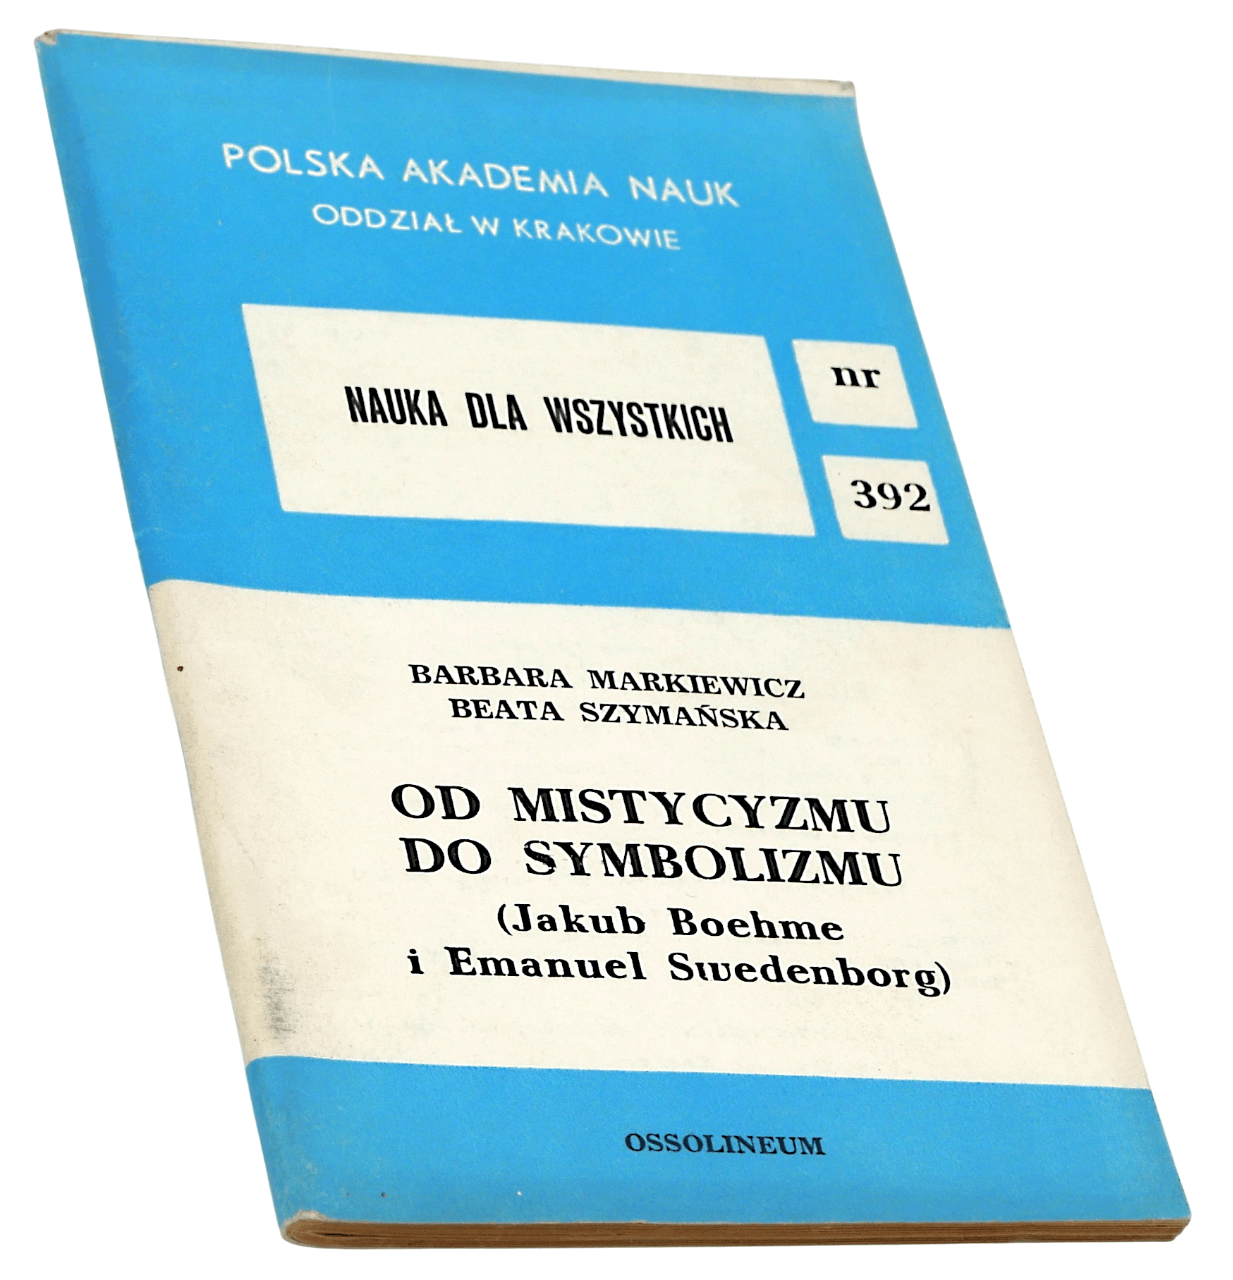 POLSKA AKADEMIA NAUK
ODDZIAŁ W KRAKOWIE
NAUKA DLA WSZYSTKICH
nr
392
BARBARA MARKIEWICZ
BEATA SZYMAŃSKA
OD MISTYCYZMU
DO SYMBOLIZMU
(Jakub Boehme
i Emanuel Swedenborg)
OSSOLINEUM